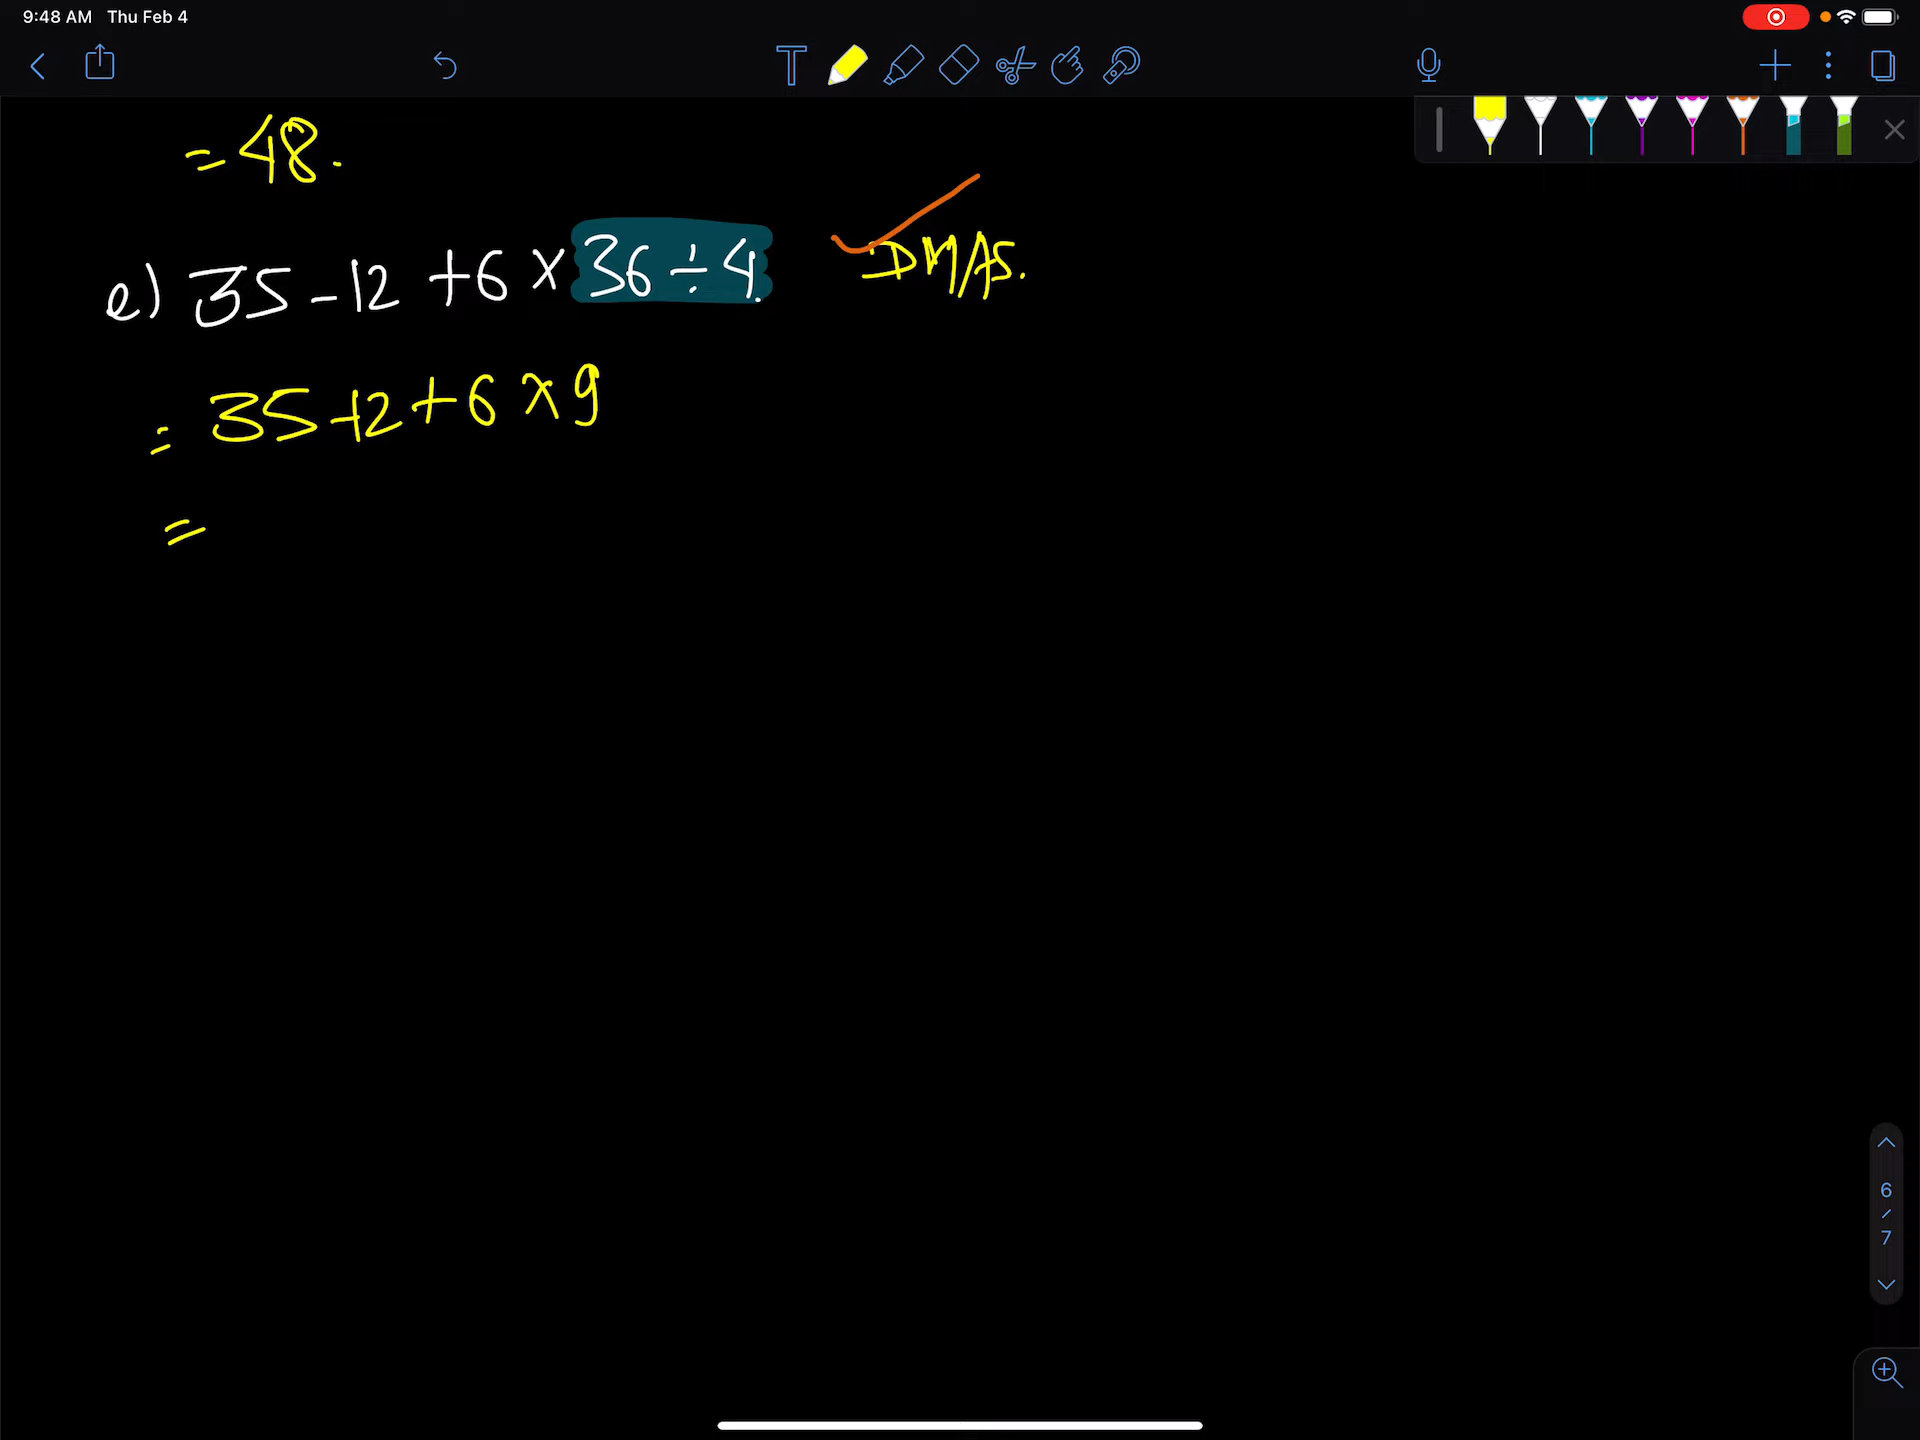 9:48 AM Thu Feb 4
= 48.
e) 35 - 12 + 6 × 36 ÷ 4.
DMAS.
= 35 - 12 + 6 × 9
=
6
/
7